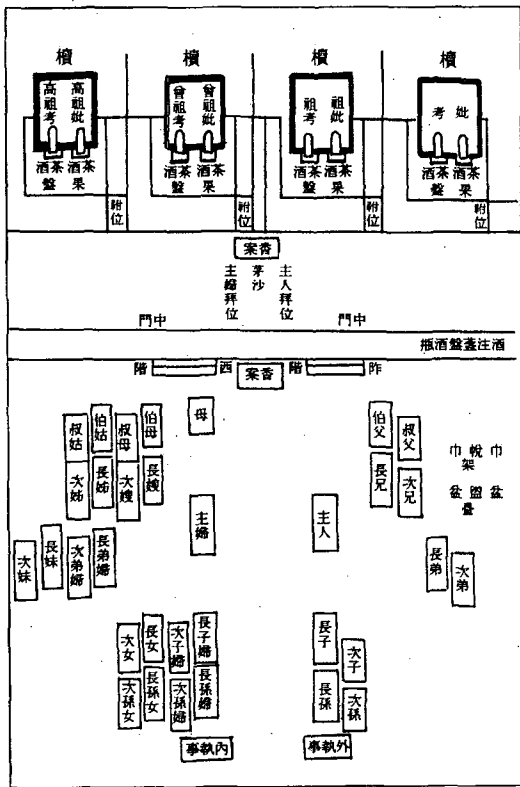 櫝 櫝 櫝 櫝
高祖考 高祖妣 曾祖考 曾祖妣 祖考 祖妣 考 妣
酒盤 茶果 酒盤 茶果 酒盤 茶果 酒盤 茶果
祔位 祔位 祔位 祔位
香案
主婦拜位 茅沙 主人拜位
中門 中門
酒注盞盤酒瓶
西階 香案 阼階
叔姑 伯姑 叔母 伯母 母 伯父 叔父
次姊 長姊 次嫂 長嫂 長兄 次兄
巾 帨架 巾
盆 盥 盆
主婦 主人
次妹 長妹 次弟婦 長弟婦 長弟 次弟
次女 長女 次子婦 長子婦 長子 次子
次孫女 長孫女 次孫婦 長孫婦 長孫 次孫
內執事 外執事